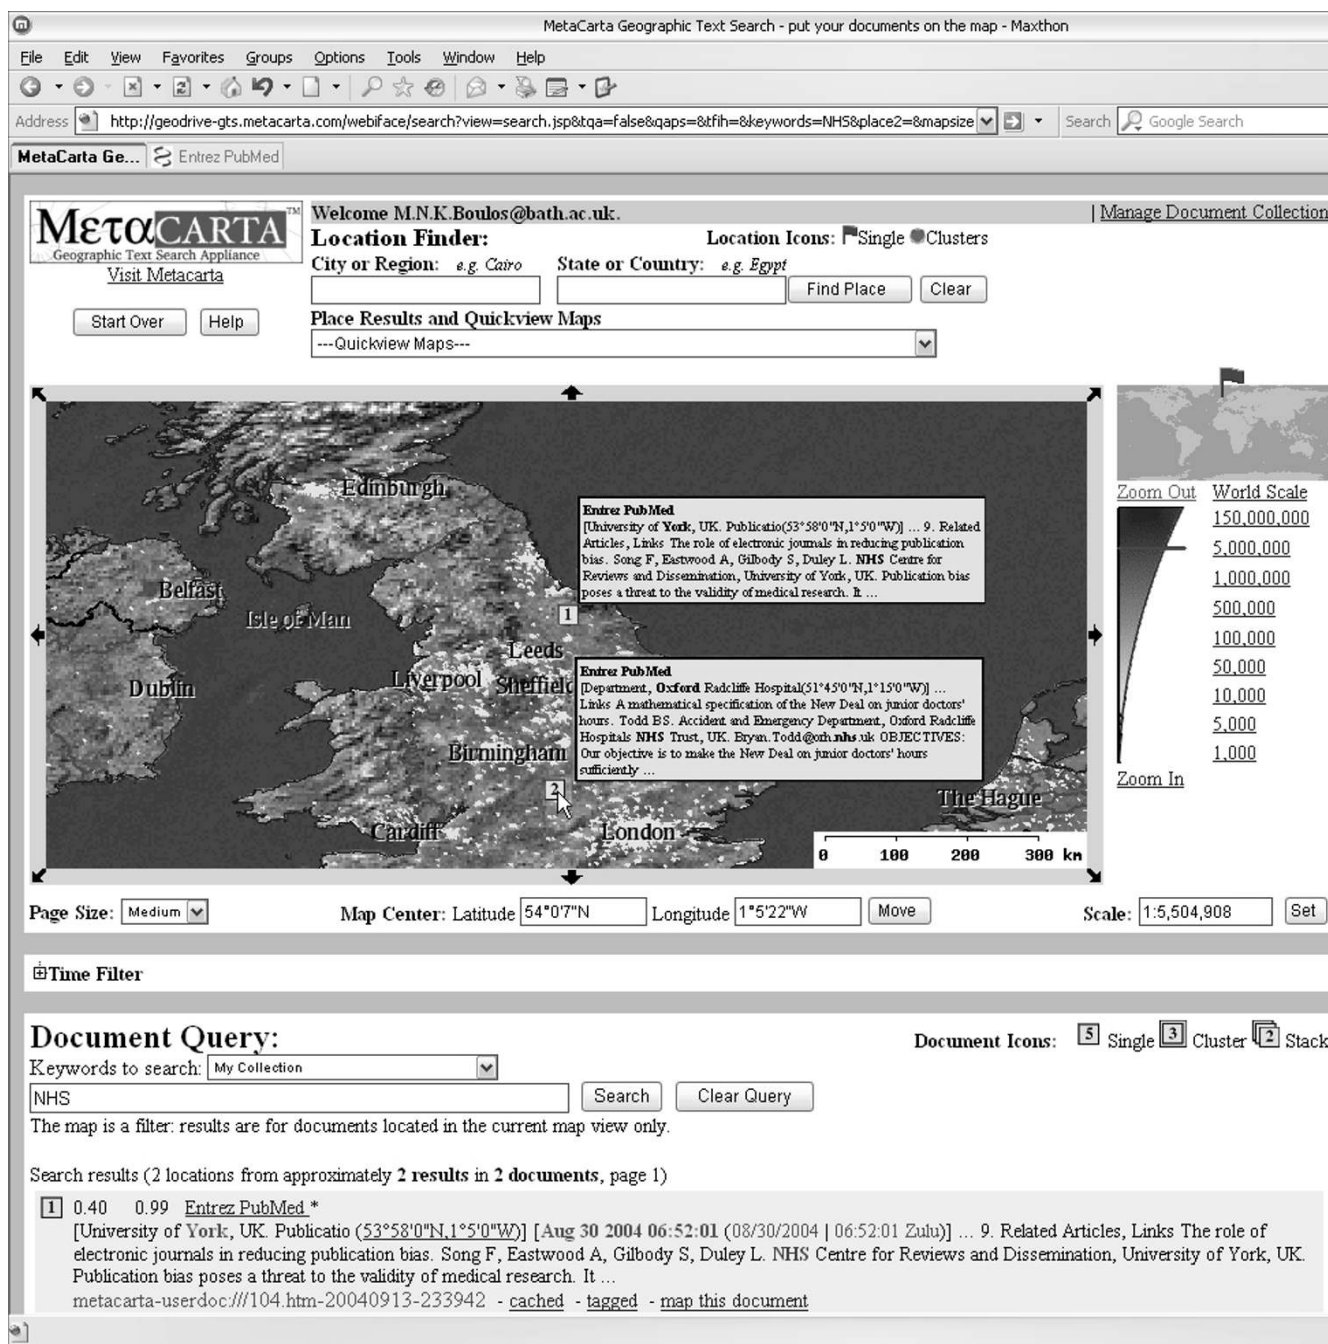 MetaCarta Geographic Text Search - put your documents on the map - Maxthon
File Edit View Favorites Groups Options Tools Window Help
Address http://geodrive-gts.metacarta.com/webiface/search?view=search.jsp&tqa=false&qaps=&tfih=&keywords=NHS&place2=&mapsize Search Google Search
MetaCarta Ge... Entrez PubMed
ΜεταCARTA™
Geographic Text Search Appliance
Visit Metacarta
Start Over Help
Welcome M.N.K.Boulos@bath.ac.uk. | Manage Document Collection
Location Finder: Location Icons: Single Clusters
City or Region: e.g. Cairo State or Country: e.g. Egypt
Find Place Clear
Place Results and Quickview Maps
---Quickview Maps---
Edinburgh
Belfast
Isle of Man
Leeds
Dublin
Liverpool
Sheffield
Birmingham
Cardiff
London
The Hague
1
2
Entrez PubMed
[University of York, UK. Publicatio(53°58'0"N,1°5'0"W)] ... 9. Related
Articles, Links The role of electronic journals in reducing publication
bias. Song F, Eastwood A, Gilbody S, Duley L. NHS Centre for
Reviews and Dissemination, University of York, UK. Publication bias
poses a threat to the validity of medical research. It ...
Entrez PubMed
[Department, Oxford Radcliffe Hospital(51°45'0"N,1°15'0"W)] ...
Links A mathematical specification of the New Deal on junior doctors'
hours. Todd BS. Accident and Emergency Department, Oxford Radcliffe
Hospitals NHS Trust, UK. Bryan.Todd@orh.nhs.uk OBJECTIVES:
Our objective is to make the New Deal on junior doctors' hours
sufficiently ...
0 100 200 300 km
Zoom Out World Scale
150,000,000
5,000,000
1,000,000
500,000
100,000
50,000
10,000
5,000
1,000
Zoom In
Page Size: Medium Map Center: Latitude 54°0'7"N Longitude 1°5'22"W Move Scale: 1:5,504,908 Set
Time Filter
Document Query: Document Icons: 5 Single 3 Cluster 2 Stack
Keywords to search: My Collection
NHS Search Clear Query
The map is a filter: results are for documents located in the current map view only.
Search results (2 locations from approximately 2 results in 2 documents, page 1)
1 0.40 0.99 Entrez PubMed *
[University of York, UK. Publicatio (53°58'0"N,1°5'0"W)] [Aug 30 2004 06:52:01 (08/30/2004 | 06:52:01 Zulu)] ... 9. Related Articles, Links The role of
electronic journals in reducing publication bias. Song F, Eastwood A, Gilbody S, Duley L. NHS Centre for Reviews and Dissemination, University of York, UK.
Publication bias poses a threat to the validity of medical research. It ...
metacarta-userdoc:///104.htm-20040913-233942 - cached - tagged - map this document